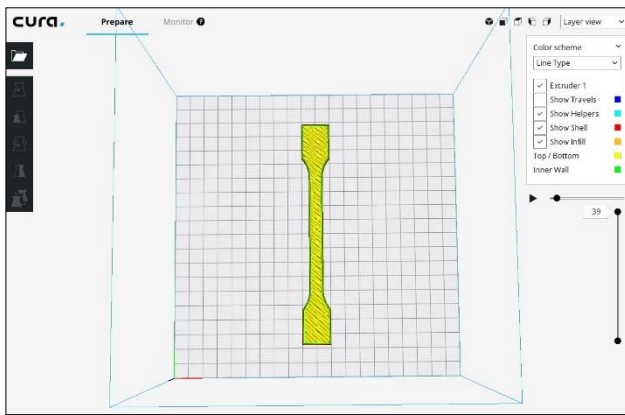 cura.
Prepare
Monitor ?
Layer view
Color scheme
Line Type
Extruder 1
Show Travels
Show Helpers
Show Shell
Show Infill
Top / Bottom
Inner Wall
39